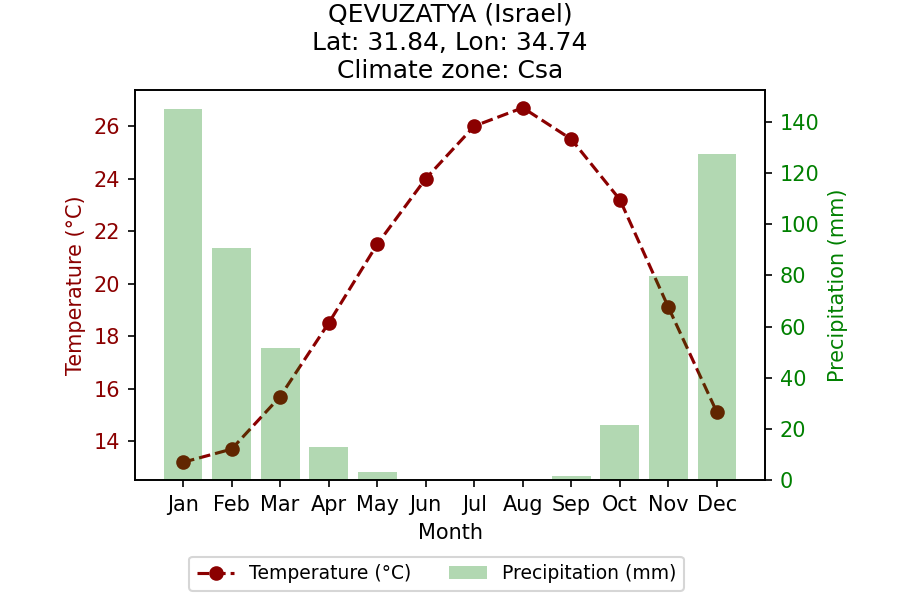 QEVUZATYA (Israel)
Lat: 31.84, Lon: 34.74
Climate zone: Csa
Temperature (°C)
26
24
22
20
18
16
14
140
120
100
80
60
40
20
0
Precipitation (mm)
Jan Feb Mar Apr May Jun Jul Aug Sep Oct Nov Dec
Month
Temperature (°C) Precipitation (mm)